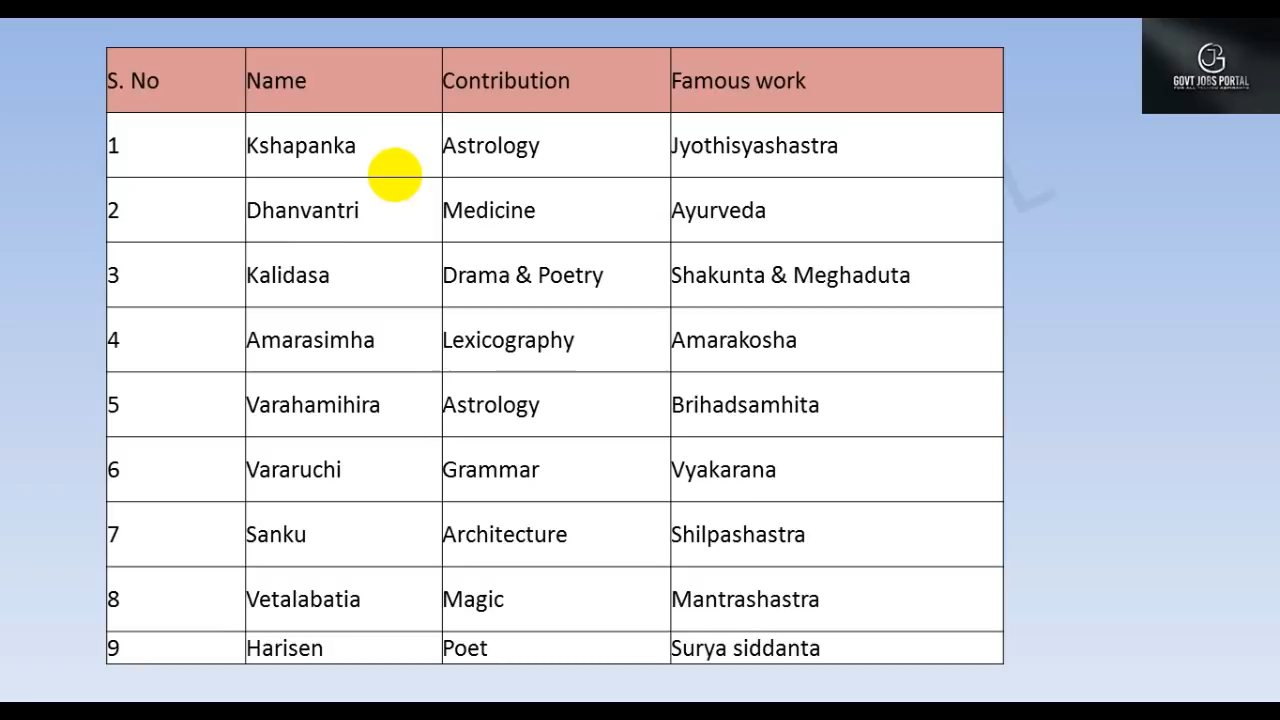 S. No Name Contribution Famous work
1 Kshapanka Astrology Jyothisyashastra
2 Dhanvantri Medicine Ayurveda
3 Kalidasa Drama & Poetry Shakunta & Meghaduta
4 Amarasimha Lexicography Amarakosha
5 Varahamihira Astrology Brihadsamhita
6 Vararuchi Grammar Vyakarana
7 Sanku Architecture Shilpashastra
8 Vetalabatia Magic Mantrashastra
9 Harisen Poet Surya siddanta
GOVT JOBS PORTAL